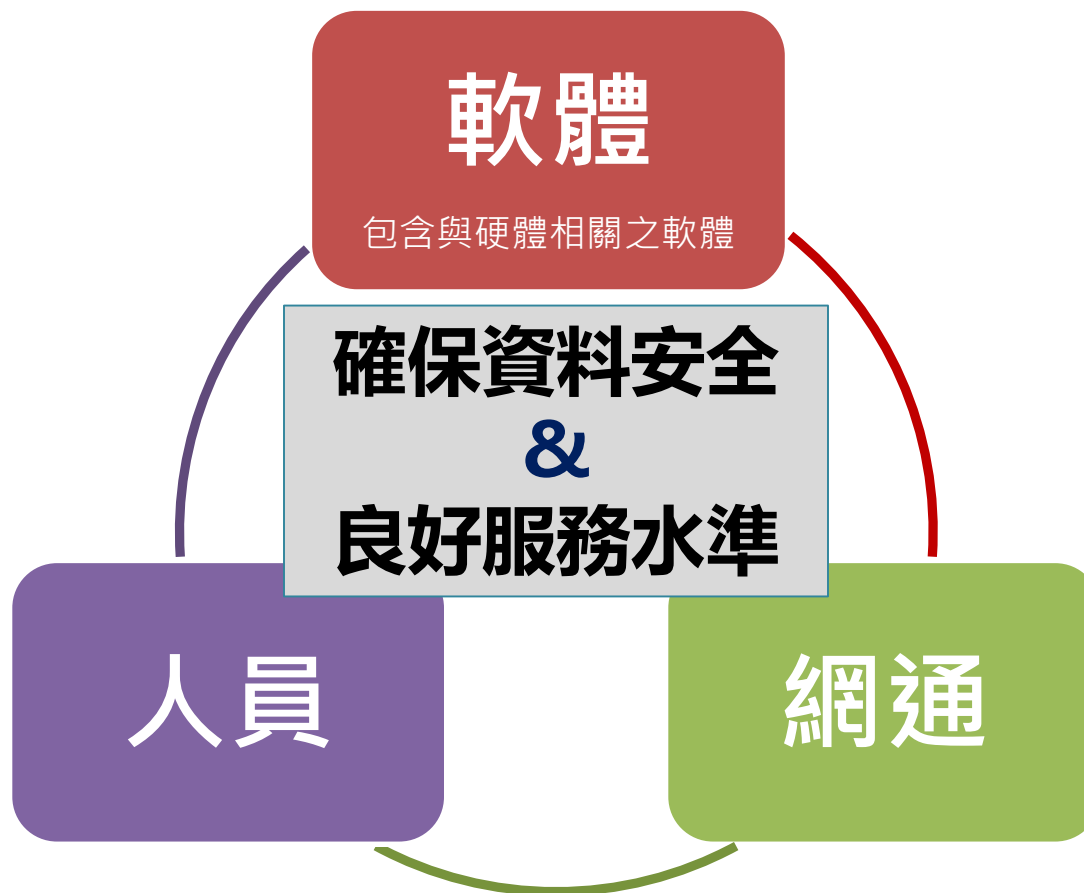 軟體
包含與硬體相關之軟體
確保資料安全
&
良好服務水準
人員
網通